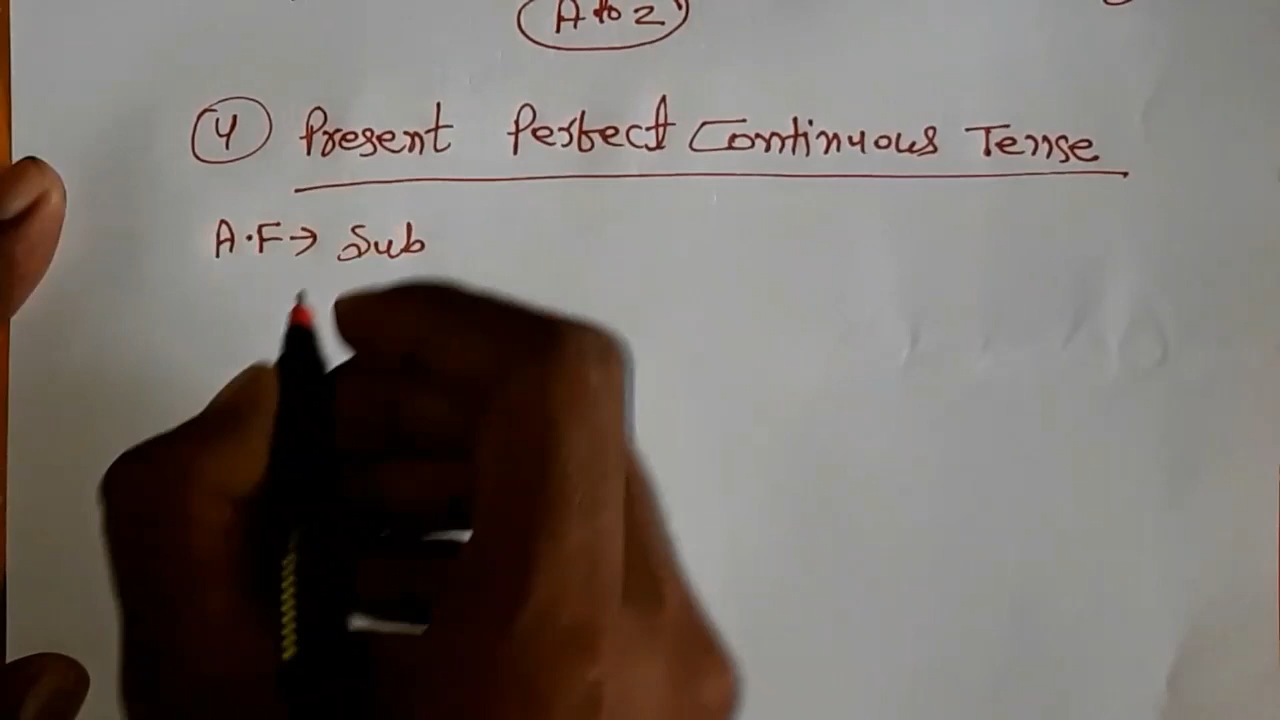 A to Z
④ Present Perfect Continuous Tense
A.F→ Sub